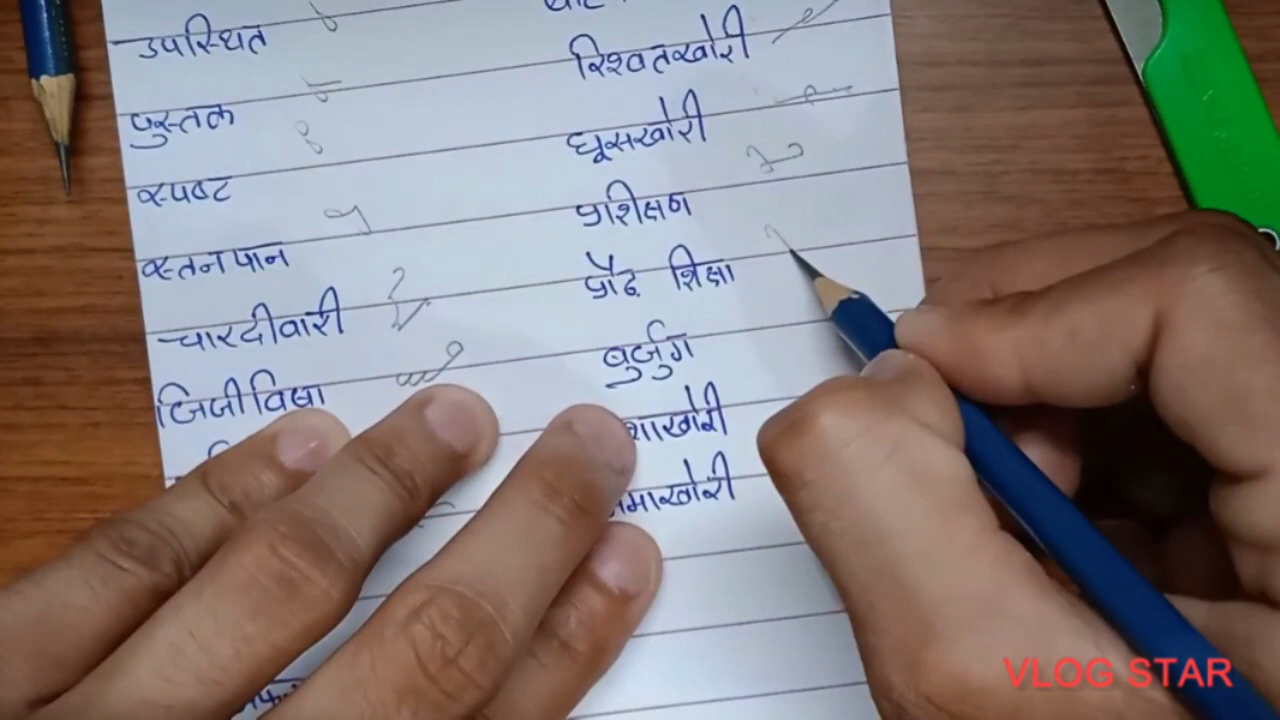 उपस्थित
पुस्तक
स्पष्ट
स्तनपान
चारदीवारी
जिजीविषा
रिश्वतखोरी
घूसखोरी
प्रशिक्षण
प्रौढ़ शिक्षा
बुर्जुग
VLOG STAR